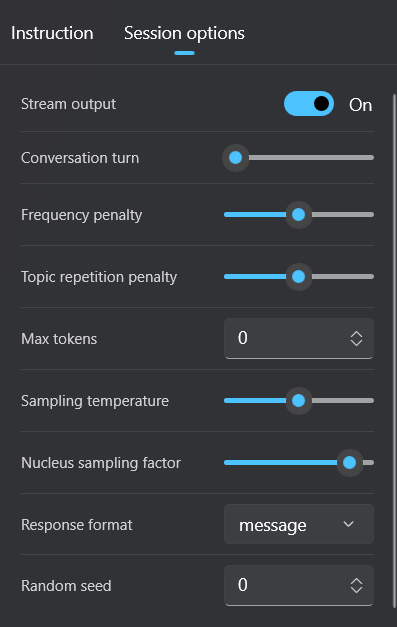 Instruction Session options
Stream output On
Conversation turn
Frequency penalty
Topic repetition penalty
Max tokens 0
Sampling temperature
Nucleus sampling factor
Response format message
Random seed 0